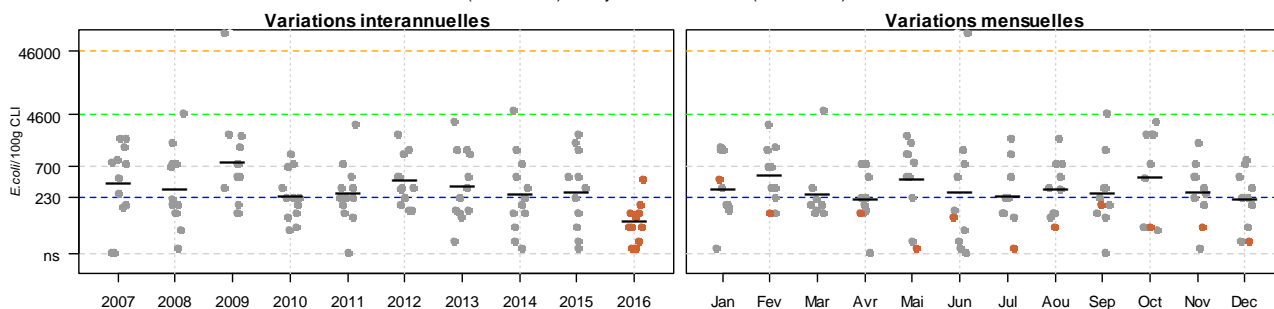 Variations interannuelles
Variations mensuelles
E.coli/100g CLI
46000
4600
700
230
ns
2007 2008 2009 2010 2011 2012 2013 2014 2015 2016
Jan Fev Mar Avr Mai Jun Jul Aou Sep Oct Nov Dec